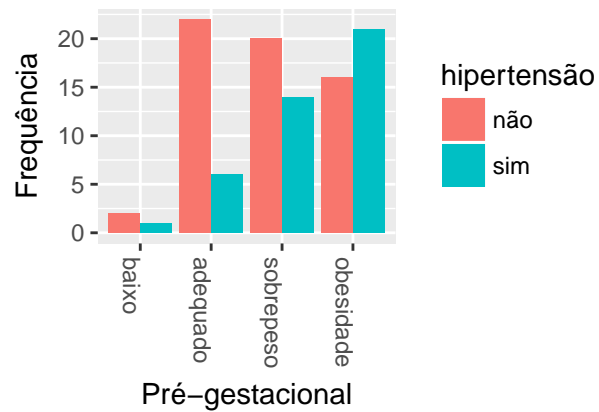 Frequência
20
15
10
5
0
baixo
adequado
sobrepeso
obesidade
Pré−gestacional
hipertensão
não
sim